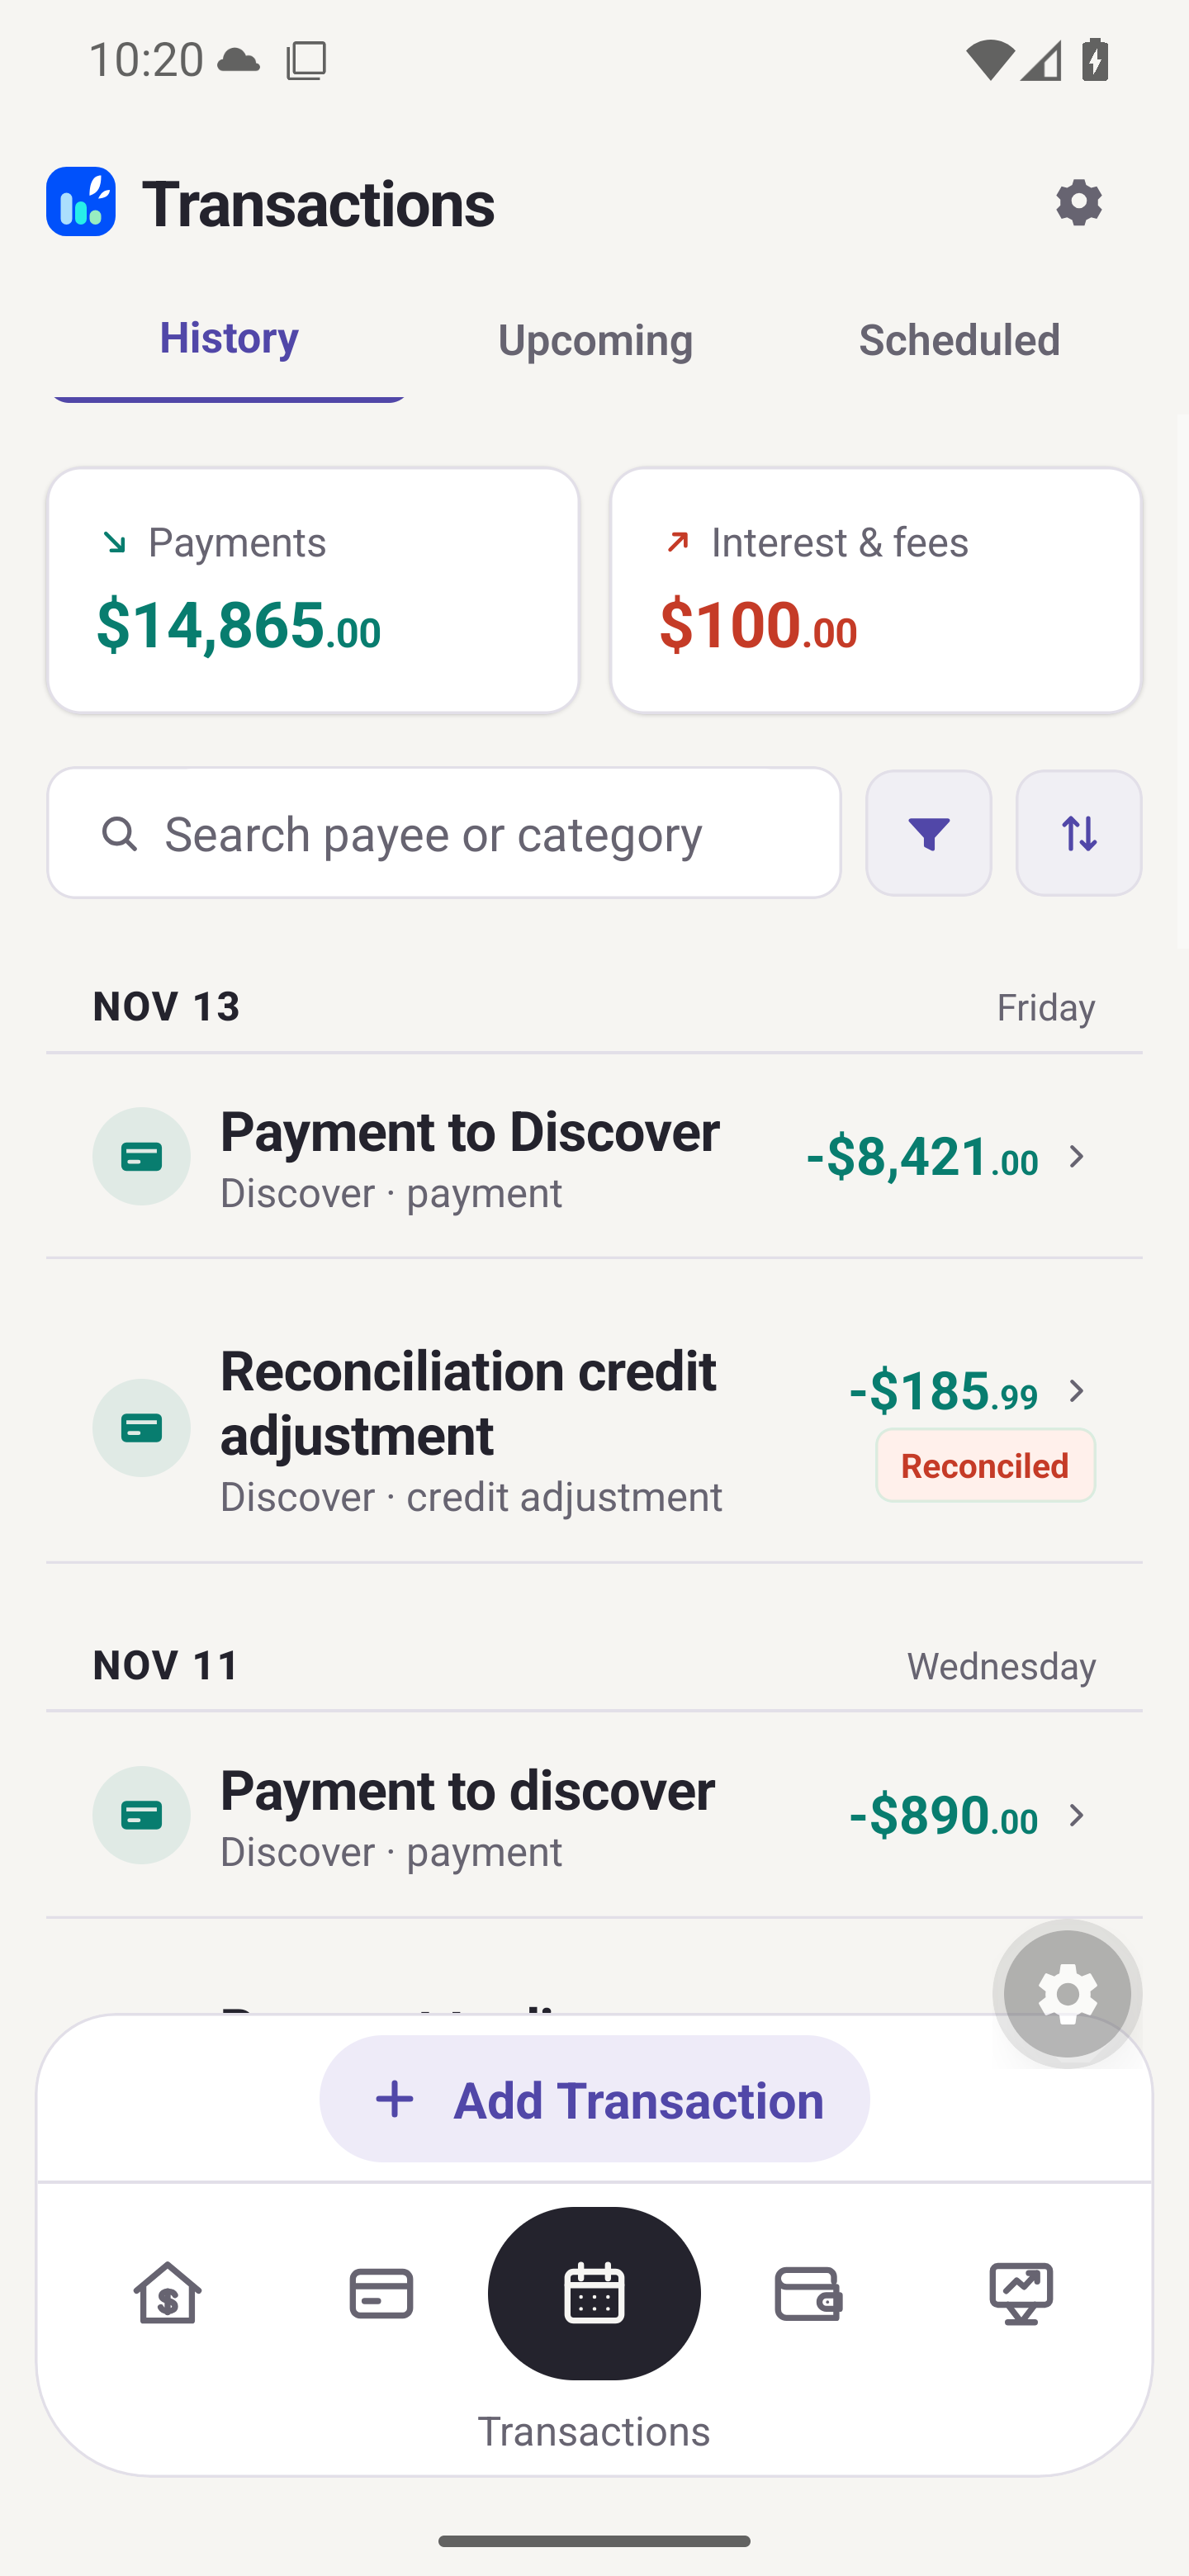 10:20
Transactions
History
Upcoming
Scheduled
Payments
$14,865.00
Interest & fees
$100.00
Search payee or category
NOV 13
Friday
Payment to Discover
Discover · payment
-$8,421.00
Reconciliation credit
adjustment
Discover · credit adjustment
-$185.99
Reconciled
NOV 11
Wednesday
Payment to discover
Discover · payment
-$890.00
Add Transaction
Transactions